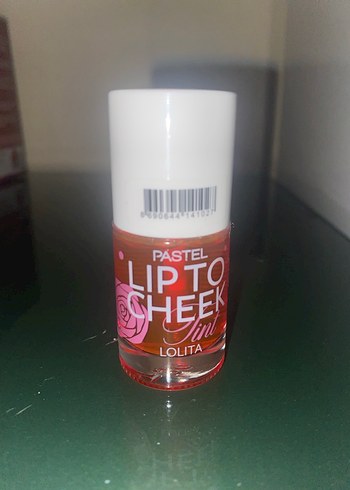 PASTEL
LIP TO
CHEEK
Tint
LOLITA